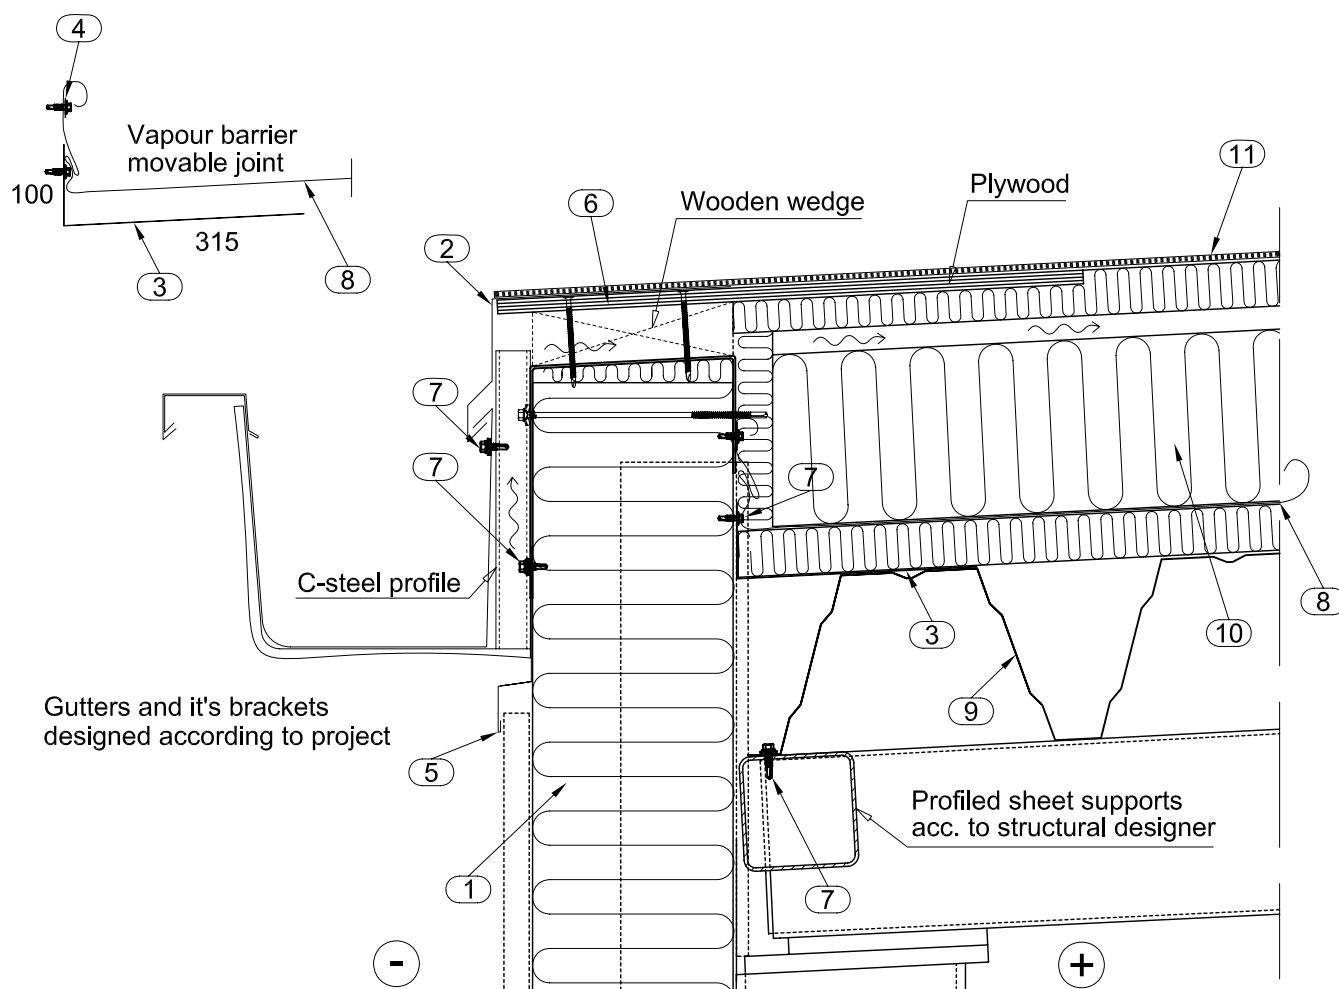 4
Vapour barrier
movable joint
100
315
3
8
2
6
Wooden wedge
Plywood
11
7
7
7
C-steel profile
8
3
10
9
Gutters and it's brackets
designed according to project
5
Profiled sheet supports
acc. to structural designer
1
7
-
+